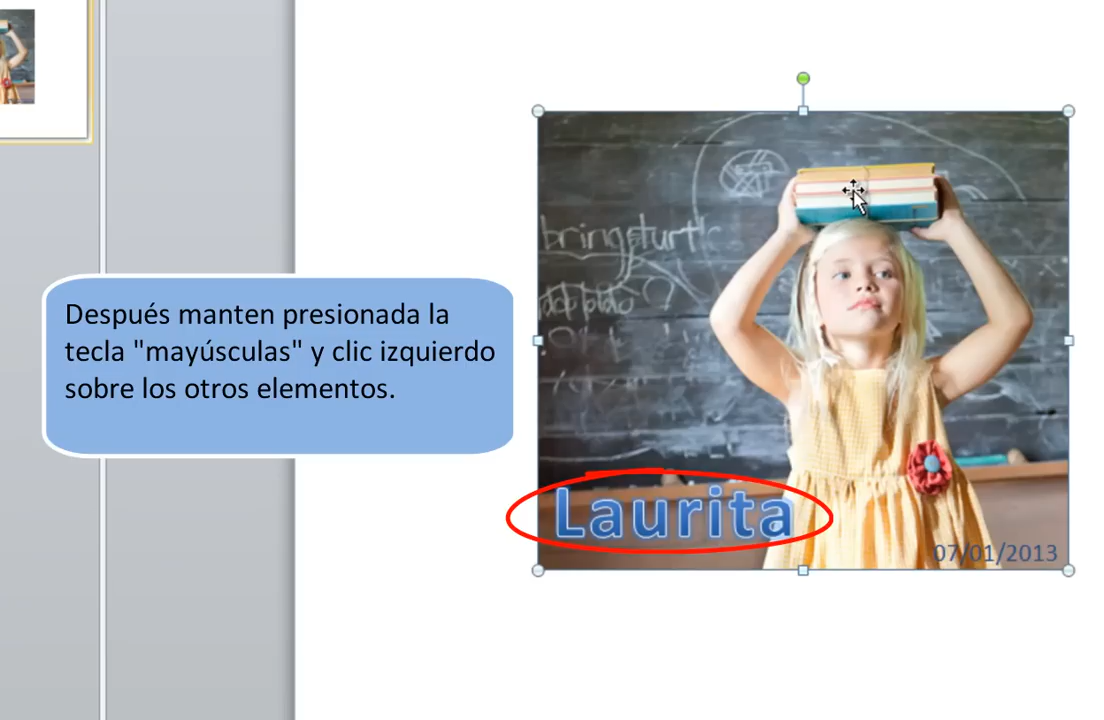 Después manten presionada la
tecla "mayúsculas" y clic izquierdo
sobre los otros elementos.
Laurita
07/01/2013